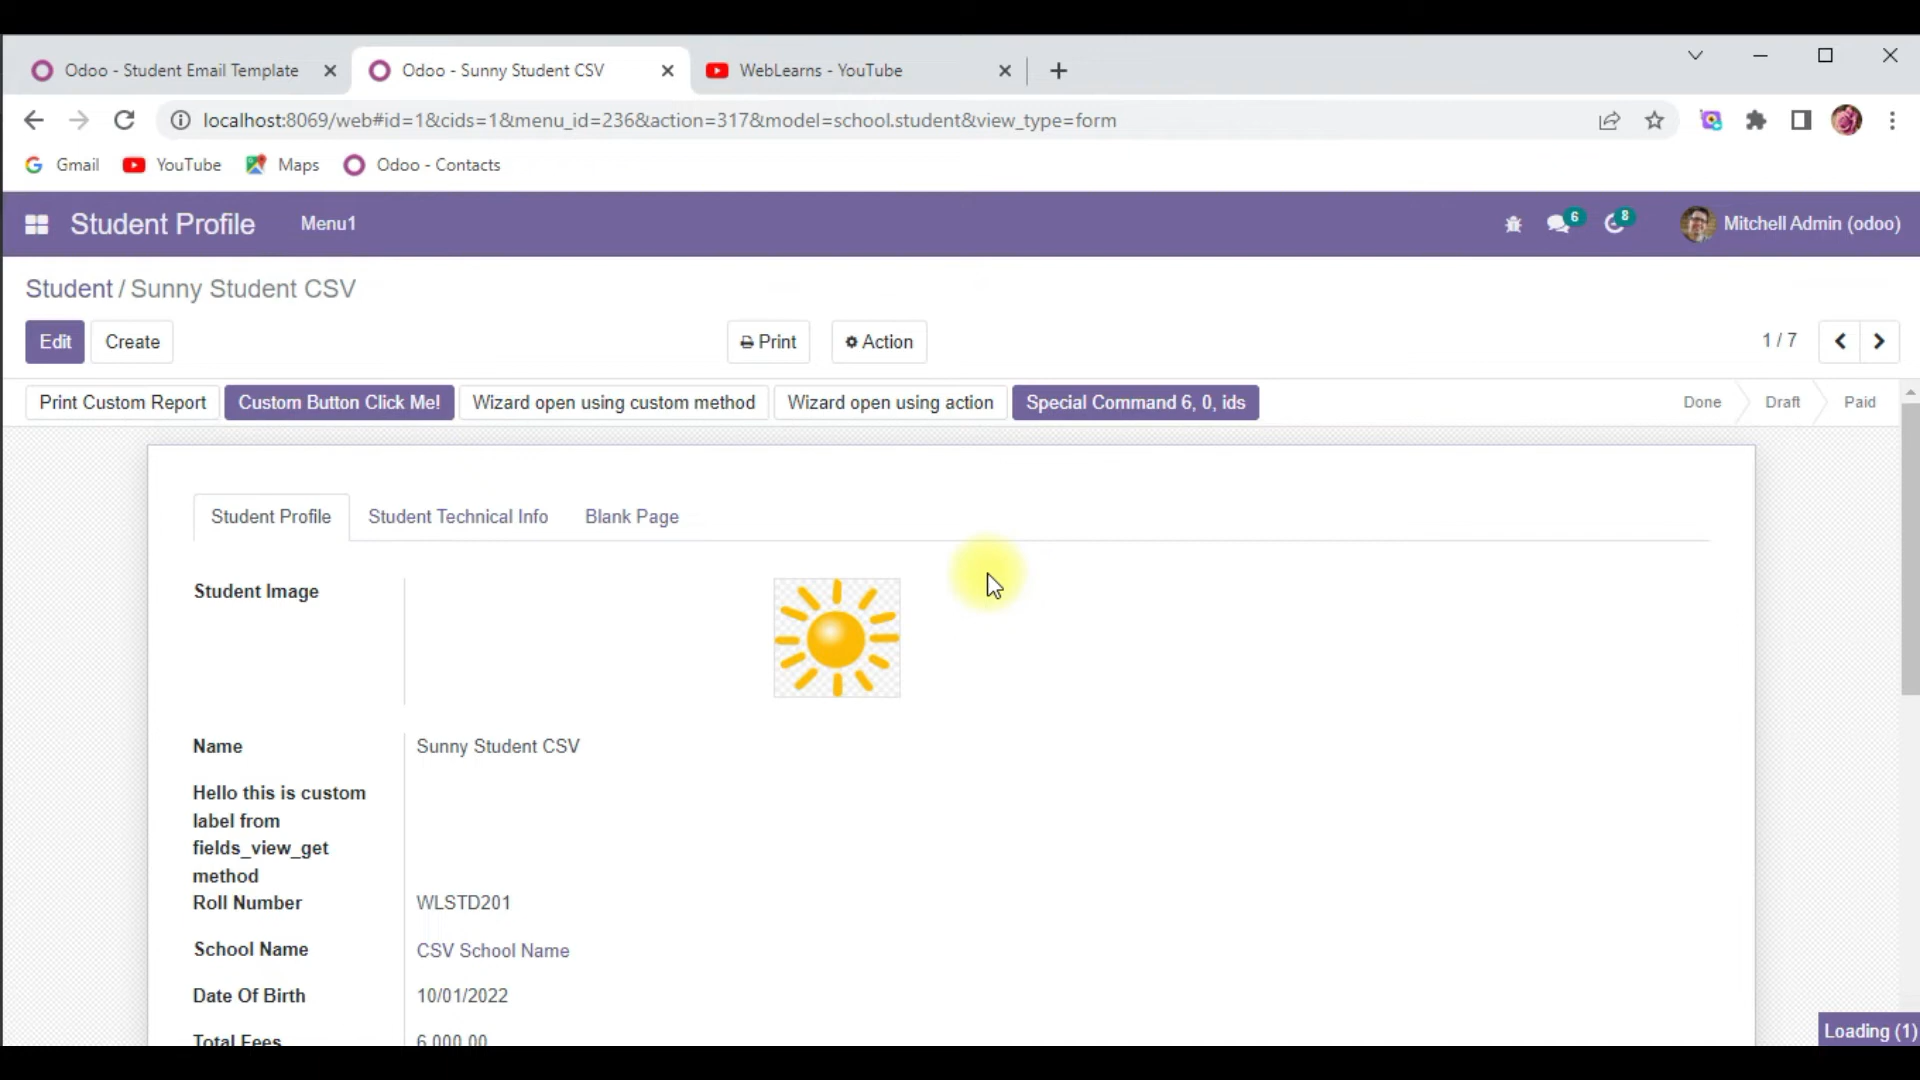 Odoo - Student Email Template
Odoo - Sunny Student CSV
WebLearns - YouTube
localhost:8069/web#id=1&cids=1&menu_id=236&action=317&model=school.student&view_type=form
Gmail
YouTube
Maps
Odoo - Contacts
Student Profile
Menu1
6
8
Mitchell Admin (odoo)
Student / Sunny Student CSV
Edit
Create
Print
Action
1 / 7
Print Custom Report
Custom Button Click Me!
Wizard open using custom method
Wizard open using action
Special Command 6, 0, ids
Done
Draft
Paid
Student Profile
Student Technical Info
Blank Page
Student Image
Name
Sunny Student CSV
Hello this is custom
label from
fields_view_get
method
Roll Number
WLSTD201
School Name
CSV School Name
Date Of Birth
10/01/2022
Total Fees
6,000.00
Loading (1)